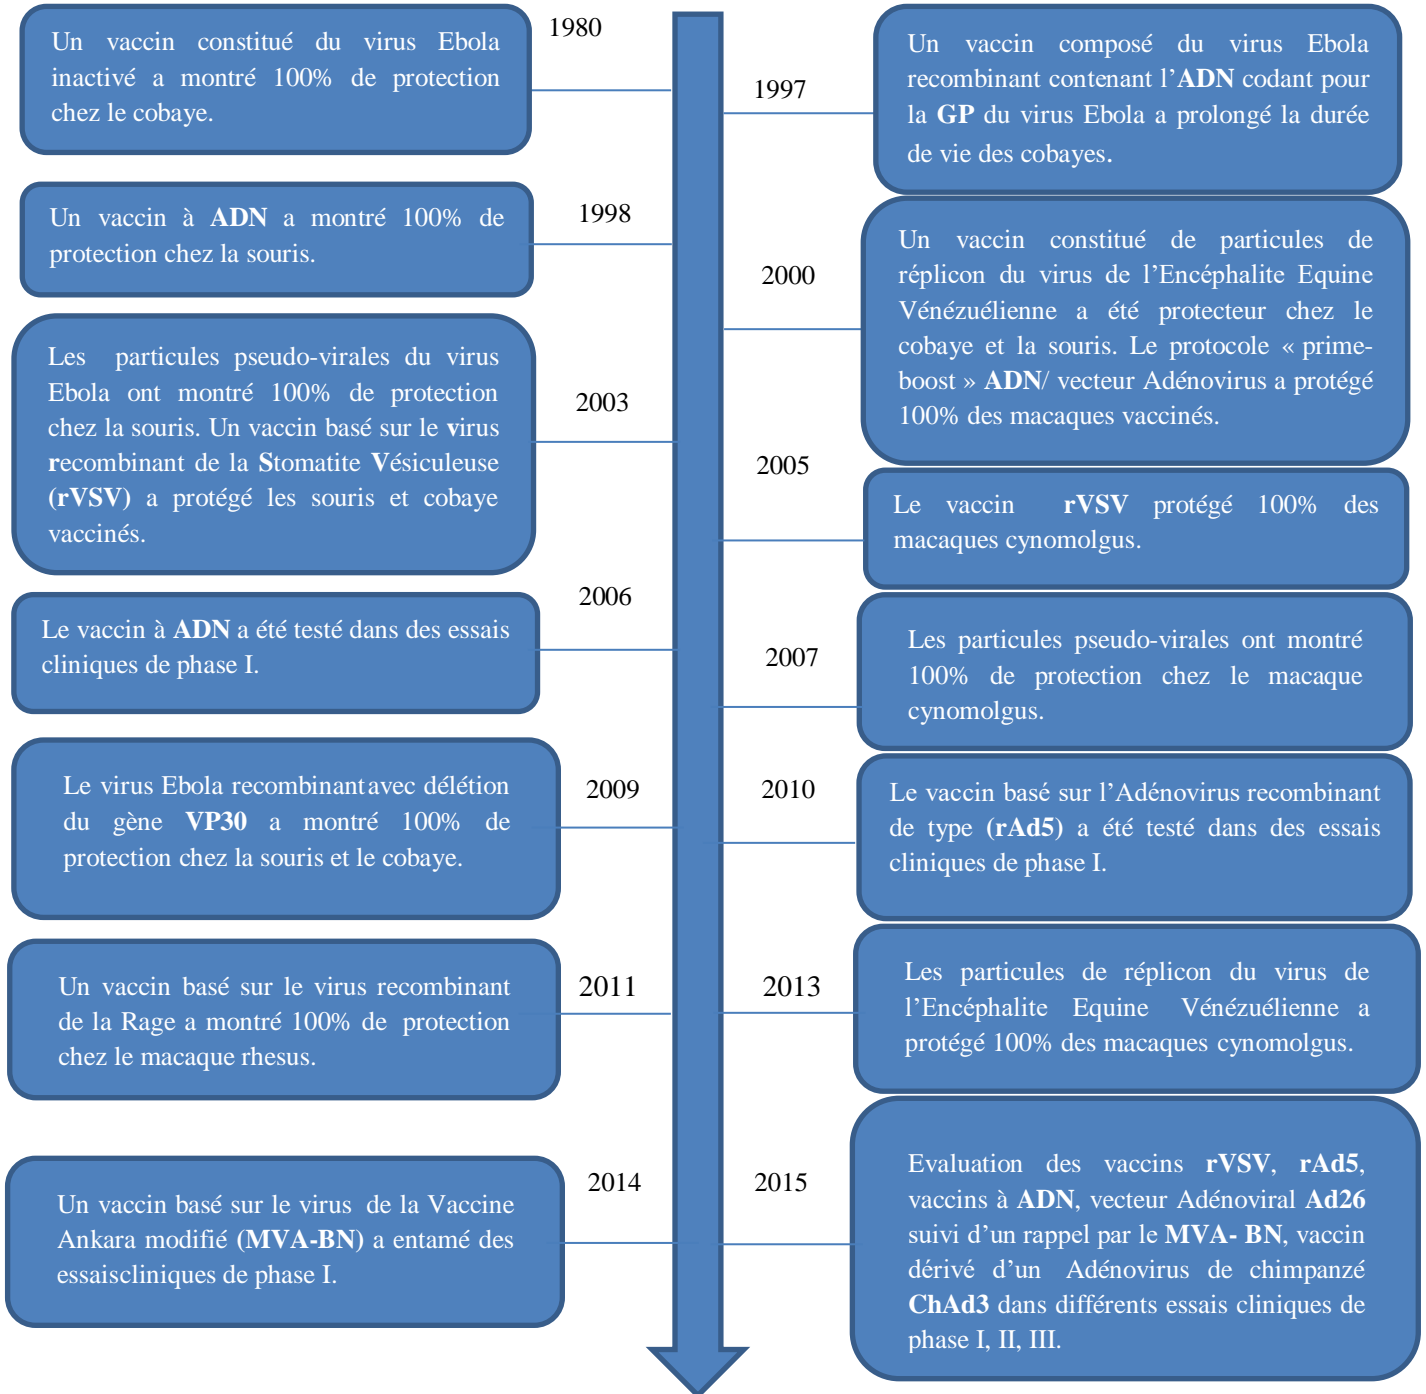 1980
Un vaccin constitué du virus Ebola
inactivé a montré 100% de protection
chez le cobaye.
1997
Un vaccin composé du virus Ebola
recombinant contenant l’ADN codant pour
la GP du virus Ebola a prolongé la durée
de vie des cobayes.
1998
Un vaccin à ADN a montré 100% de
protection chez la souris.
2000
Un vaccin constitué de particules de
réplicon du virus de l’Encéphalite Equine
Vénézuélienne a été protecteur chez le
cobaye et la souris. Le protocole « prime-
boost » ADN/ vecteur Adénovirus a protégé
100% des macaques vaccinés.
2003
Les particules pseudo-virales du virus
Ebola ont montré 100% de protection
chez la souris. Un vaccin basé sur le virus
recombinant de la Stomatite Vésiculeuse
(rVSV) a protégé les souris et cobaye
vaccinés.
2005
Le vaccin rVSV protégé 100% des
macaques cynomolgus.
2006
Le vaccin à ADN a été testé dans des essais
cliniques de phase I.
2007
Les particules pseudo-virales ont montré
100% de protection chez le macaque
cynomolgus.
2009
Le virus Ebola recombinant avec délétion
du gène VP30 a montré 100% de
protection chez la souris et le cobaye.
2010
Le vaccin basé sur l’Adénovirus recombinant
de type (rAd5) a été testé dans des essais
cliniques de phase I.
2011
Un vaccin basé sur le virus recombinant
de la Rage a montré 100% de protection
chez le macaque rhesus.
2013
Les particules de réplicon du virus de
l’Encéphalite Equine Vénézuélienne a
protégé 100% des macaques cynomolgus.
2014
Un vaccin basé sur le virus de la Vaccine
Ankara modifié (MVA-BN) a entamé des
essaiscliniques de phase I.
2015
Evaluation des vaccins rVSV, rAd5,
vaccins à ADN, vecteur Adénoviral Ad26
suivi d’un rappel par le MVA- BN, vaccin
dérivé d’un Adénovirus de chimpanzé
ChAd3 dans différents essais cliniques de
phase I, II, III.